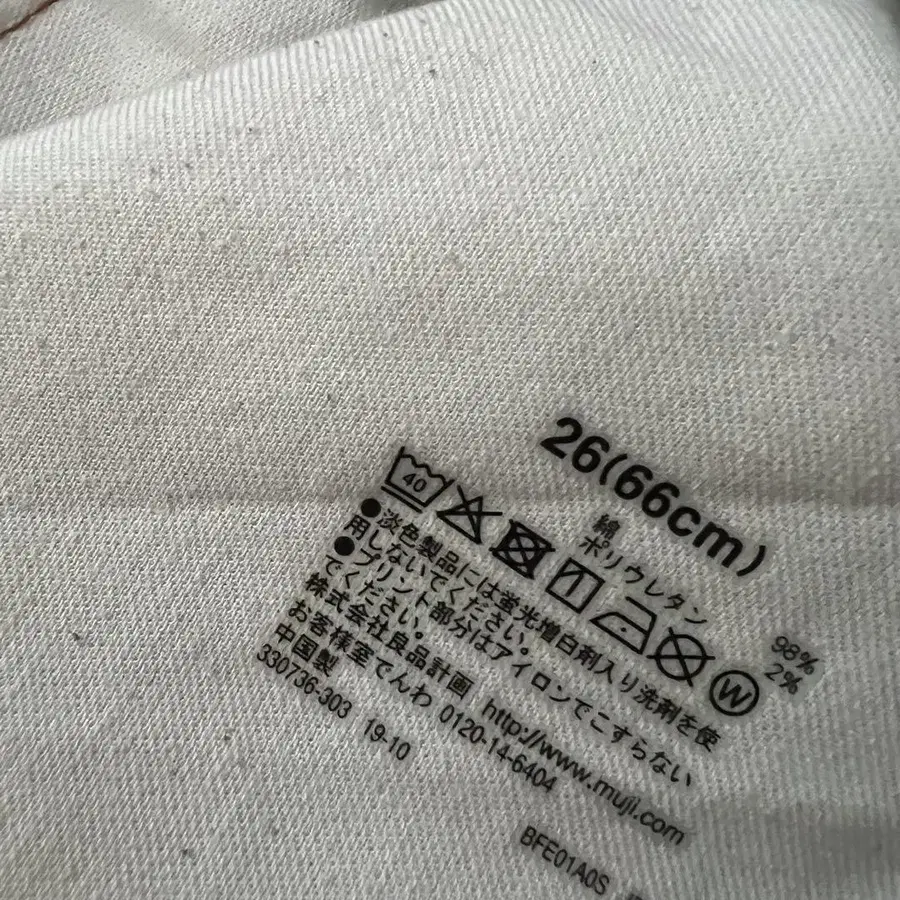 26(66cm)
綿 98%
ポリウレタン 2%
40
W
●淡色製品には蛍光増白剤入り洗剤を使
用しないでください。
●プリント部分はアイロンでこすらない
でください。
株式会社良品計画 http://www.muji.com
お客様室でんわ 0120-14-6404
中国製
330736-303 19-10
BFE01A0S